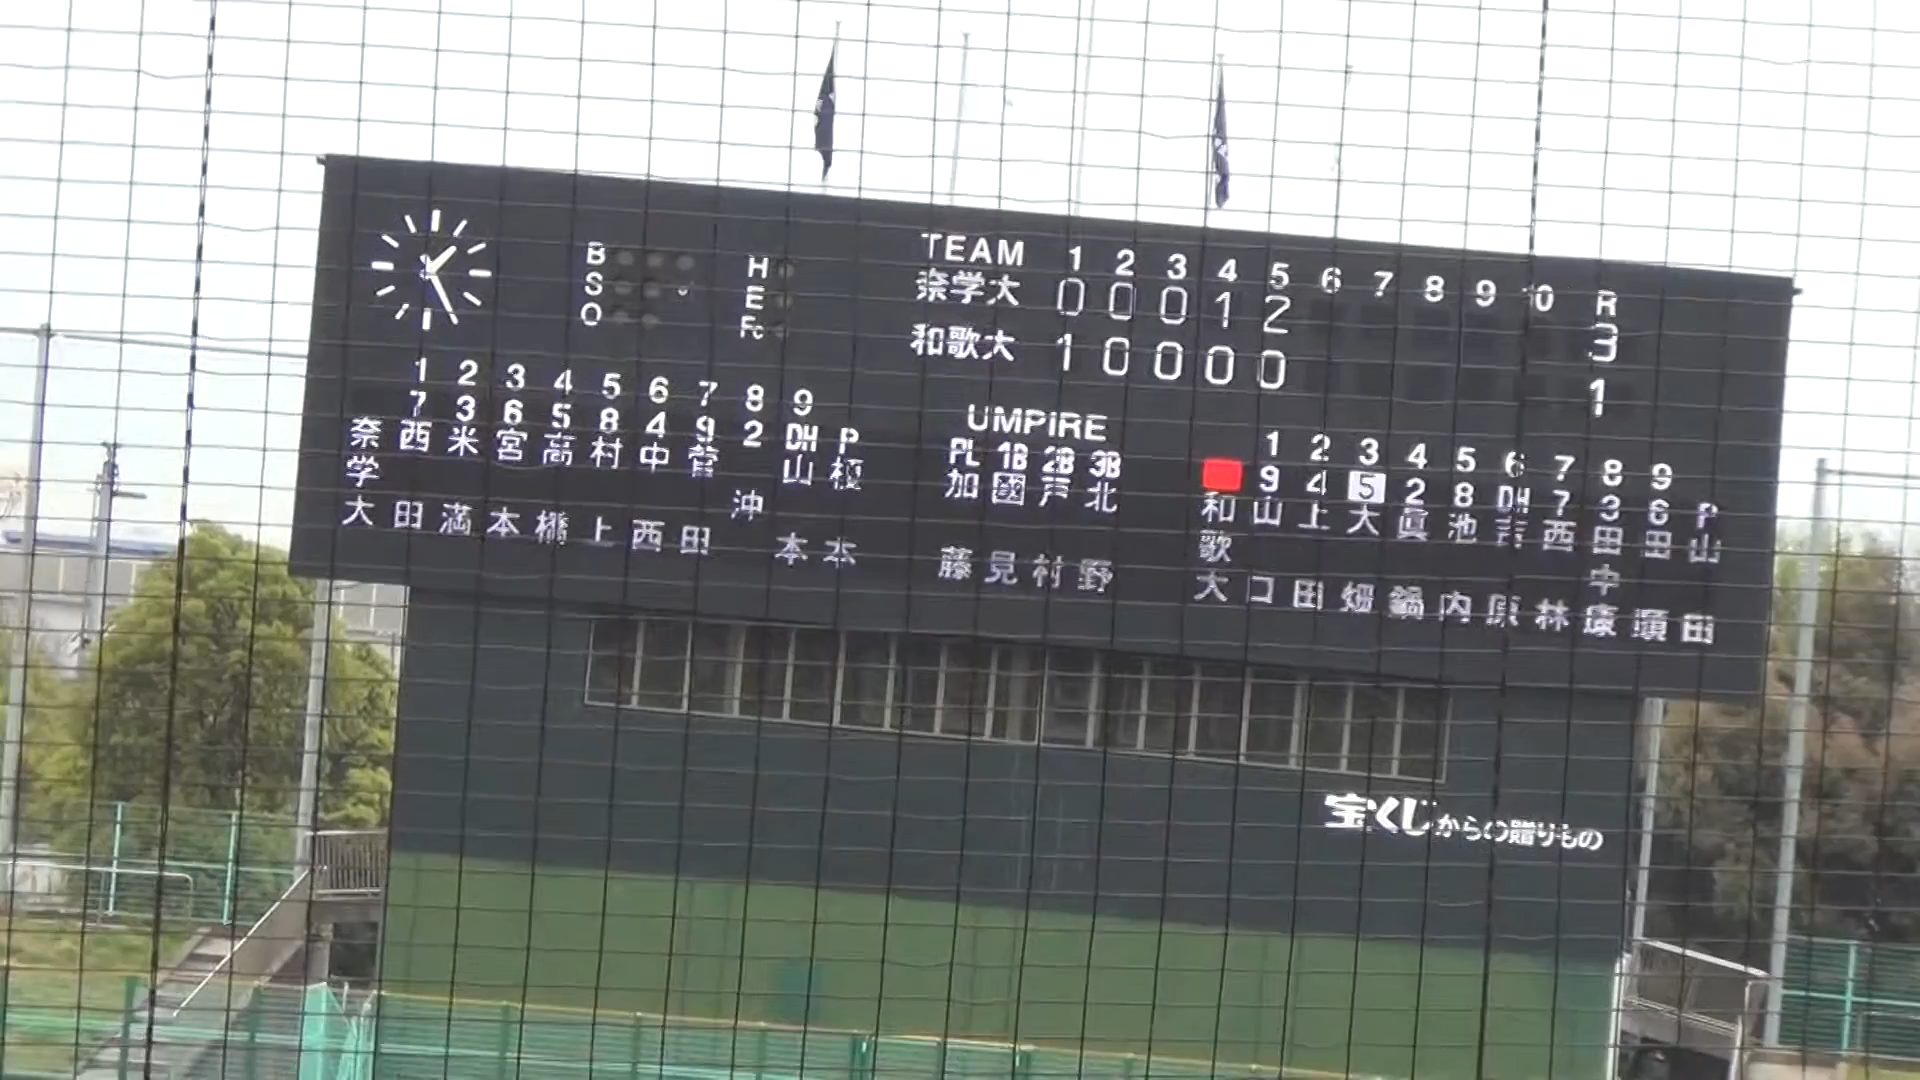 TEAM 1 2 3 4 5 6 7 8 9 10 R
奈学大 0 0 0 1 2 3
和歌大 1 0 0 0 0 1
B
S
O
H
E
Fc
1 2 3 4 5 6 7 8 9
7 3 6 5 8 4 9 2 DH P
奈学大
西田
米満
宮本
高橋
村上
中西
菅田
沖
山本
榎本
UMPIRE
PL 1B 2B 3B
加藤
國見
戸村
北野
1 2 3 4 5 6 7 8 9
9 4 5 2 8 DH 7 3 6 P
和歌大
山口
上田
大畑
眞鍋
池内
吉原
西林
田中康
田濵
山田
宝くじからの贈りもの